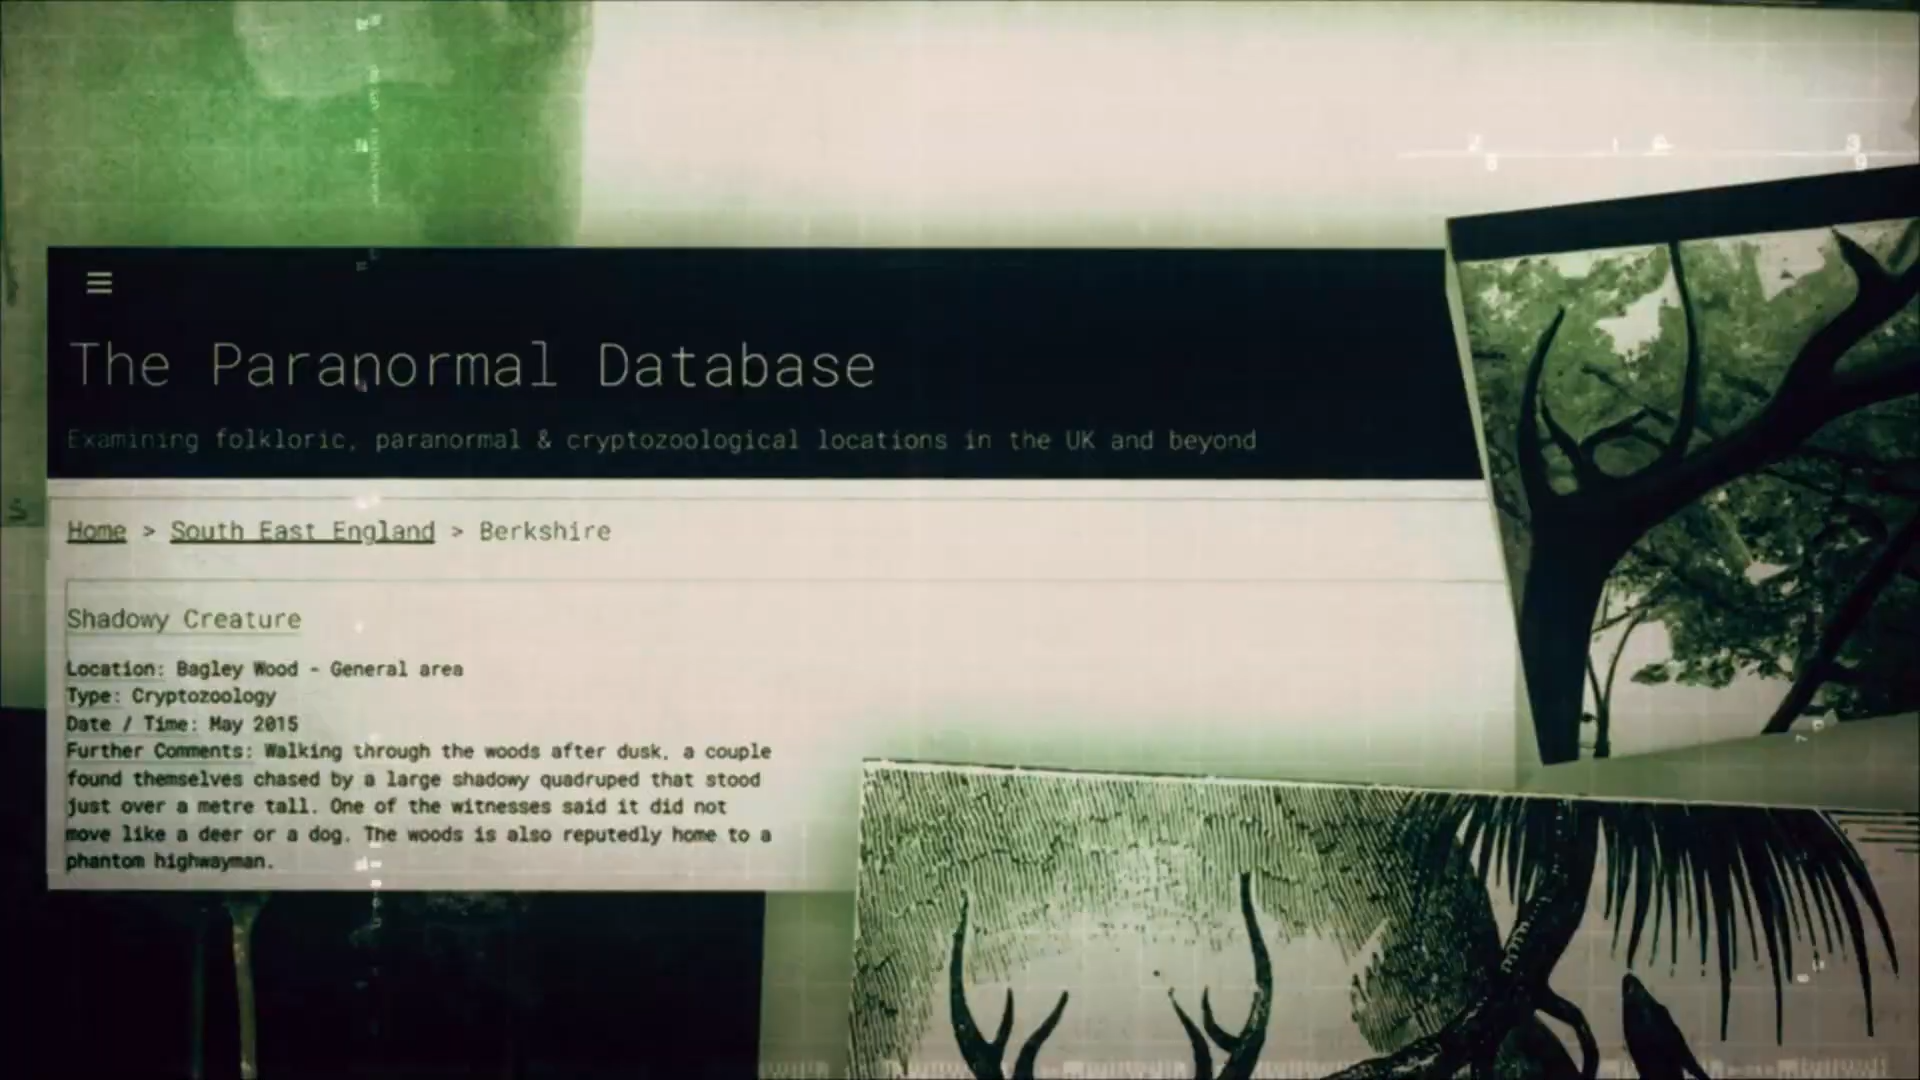 The Paranormal Database
Examining folkloric, paranormal & cryptozoological locations in the UK and beyond
Home > South East England > Berkshire
Shadowy Creature
Location: Bagley Wood - General area
Type: Cryptozoology
Date / Time: May 2015
Further Comments: Walking through the woods after dusk, a couple
found themselves chased by a large shadowy quadruped that stood
just over a metre tall. One of the witnesses said it did not
move like a deer or a dog. The woods is also reputedly home to a
phantom highwayman.